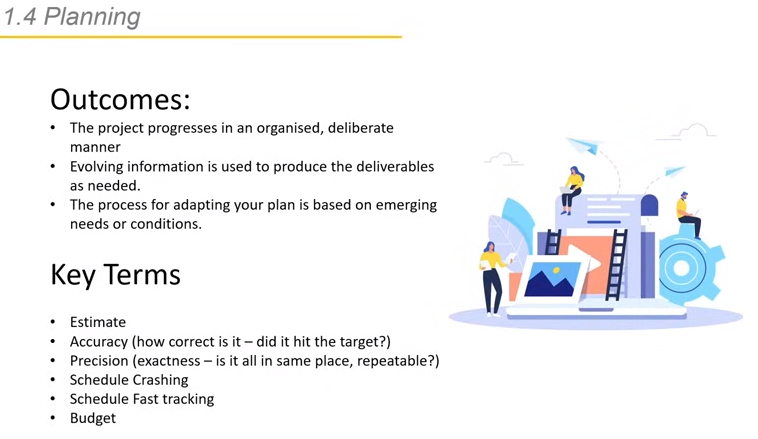 1.4 Planning
Outcomes:
• The project progresses in an organised, deliberate
manner
• Evolving information is used to produce the deliverables
as needed.
• The process for adapting your plan is based on emerging
needs or conditions.
Key Terms
• Estimate
• Accuracy (how correct is it – did it hit the target?)
• Precision (exactness – is it all in same place, repeatable?)
• Schedule Crashing
• Schedule Fast tracking
• Budget